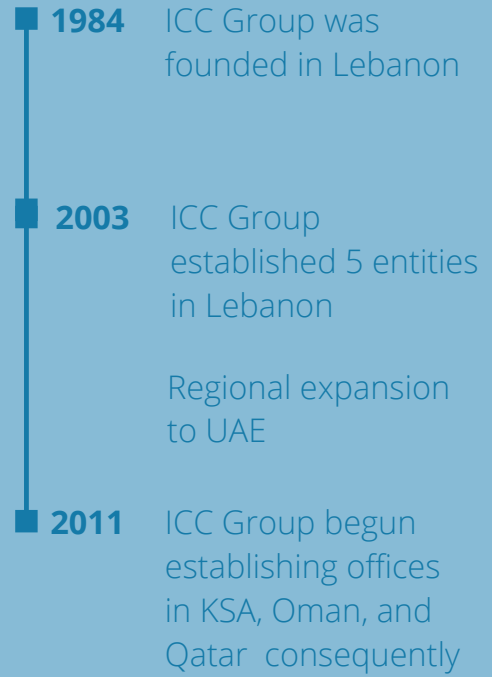 1984 ICC Group was
founded in Lebanon
2003 ICC Group
established 5 entities
in Lebanon
Regional expansion
to UAE
2011 ICC Group begun
establishing offices
in KSA, Oman, and
Qatar consequently